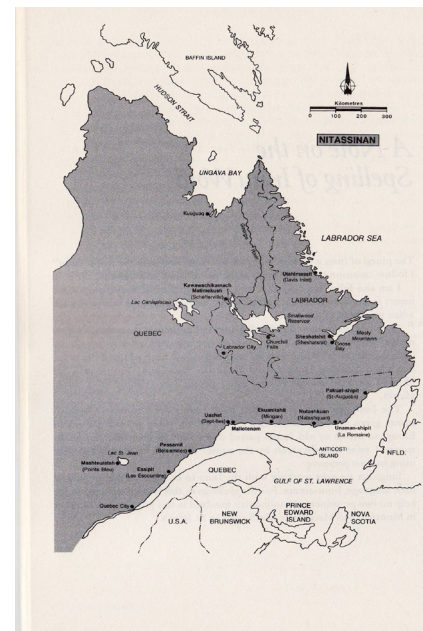 BAFFIN ISLAND
HUDSON STRAIT
Kilometres
0 100 200 300
NITASSINAN
UNGAVA BAY
Kuujjuaq
LABRADOR SEA
Utshimassit
(Davis Inlet)
Kawawachikamach
Matimekush
(Schefferville)
LABRADOR
Lac Caniapiscau
Smallwood
Reservoir
QUEBEC
Sheshatshit
(Sheshatshiu)
Mealy
Mountains
Goose
Bay
Churchill
Falls
Labrador City
Pakuat-shipit
(St-Augustin)
Uashat
(Sept-Iles)
Maliotenam
Ekuanitshit
(Mingan)
Nutashkuan
(Natashquan)
Unaman-shipit
(La Romaine)
Pessamit
(Betsiamites)
ANTICOSTI
ISLAND
NFLD.
Lac St. Jean
Mashteuiatsh
(Pointe Bleu)
Essipit
(Les Escoumins)
QUEBEC
GULF OF ST. LAWRENCE
Quebec City
U.S.A.
NEW
BRUNSWICK
PRINCE
EDWARD
ISLAND
NOVA
SCOTIA